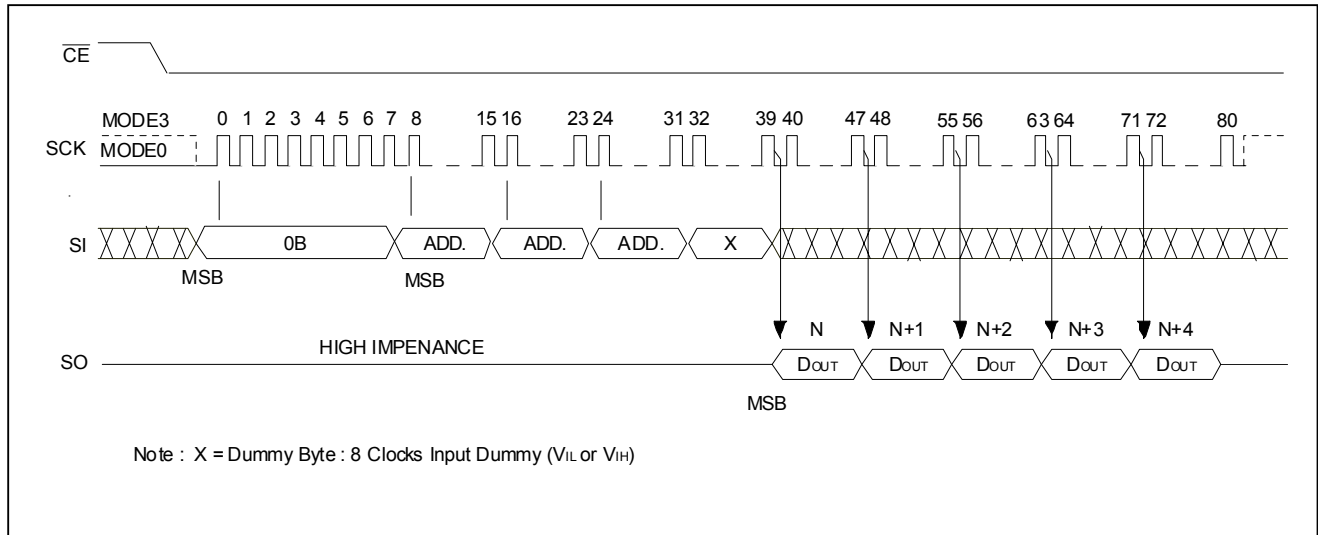 CE
MODE3 0 1 2 3 4 5 6 7 8 15 16 23 24 31 32 39 40 47 48 55 56 63 64 71 72 80
SCK MODE0
SI 0B ADD. ADD. ADD. X
MSB MSB
N N+1 N+2 N+3 N+4
HIGH IMPENANCE
SO DOUT DOUT DOUT DOUT DOUT
MSB
Note : X = Dummy Byte : 8 Clocks Input Dummy (VIL or VIH)